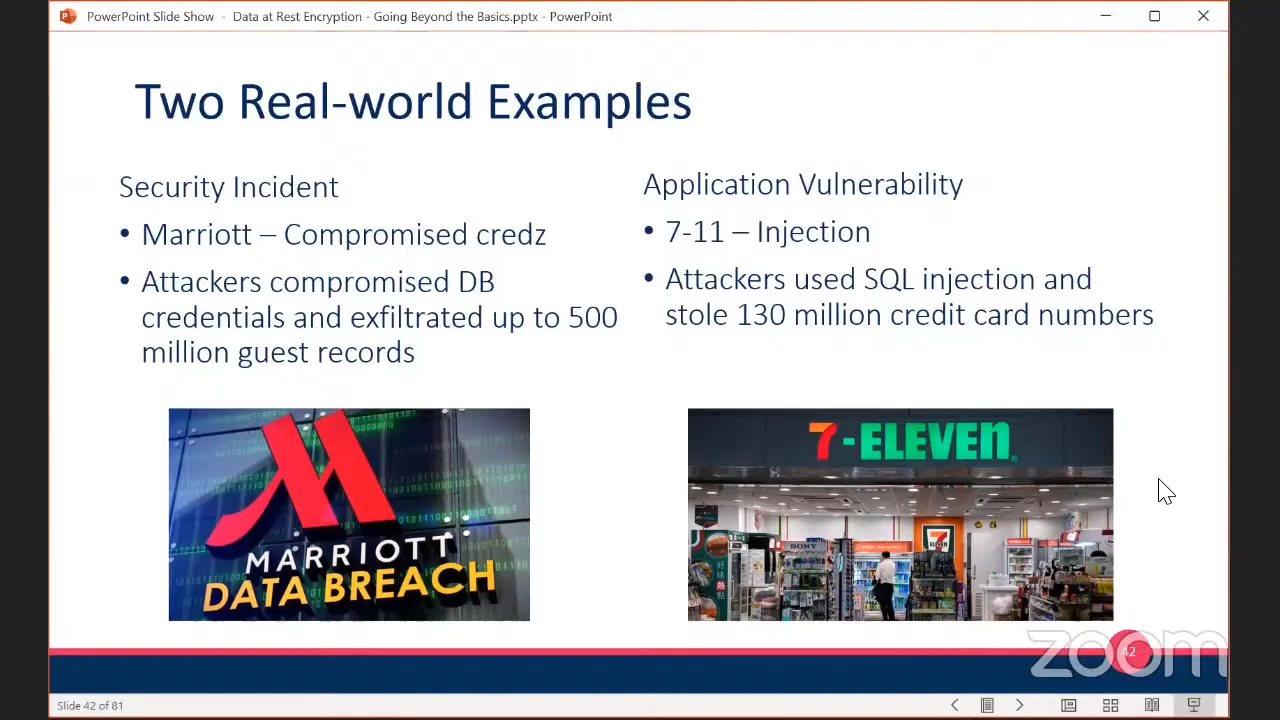 PowerPoint Slide Show - Data at Rest Encryption - Going Beyond the Basics.pptx - PowerPoint
Two Real-world Examples
Security Incident
• Marriott – Compromised credz
• Attackers compromised DB
credentials and exfiltrated up to 500
million guest records
Application Vulnerability
• 7-11 – Injection
• Attackers used SQL injection and
stole 130 million credit card numbers
MARRIOTT
DATA BREACH
7-ELEVEn
SONY
7
ELEVEn
42
zoom
Slide 42 of 81